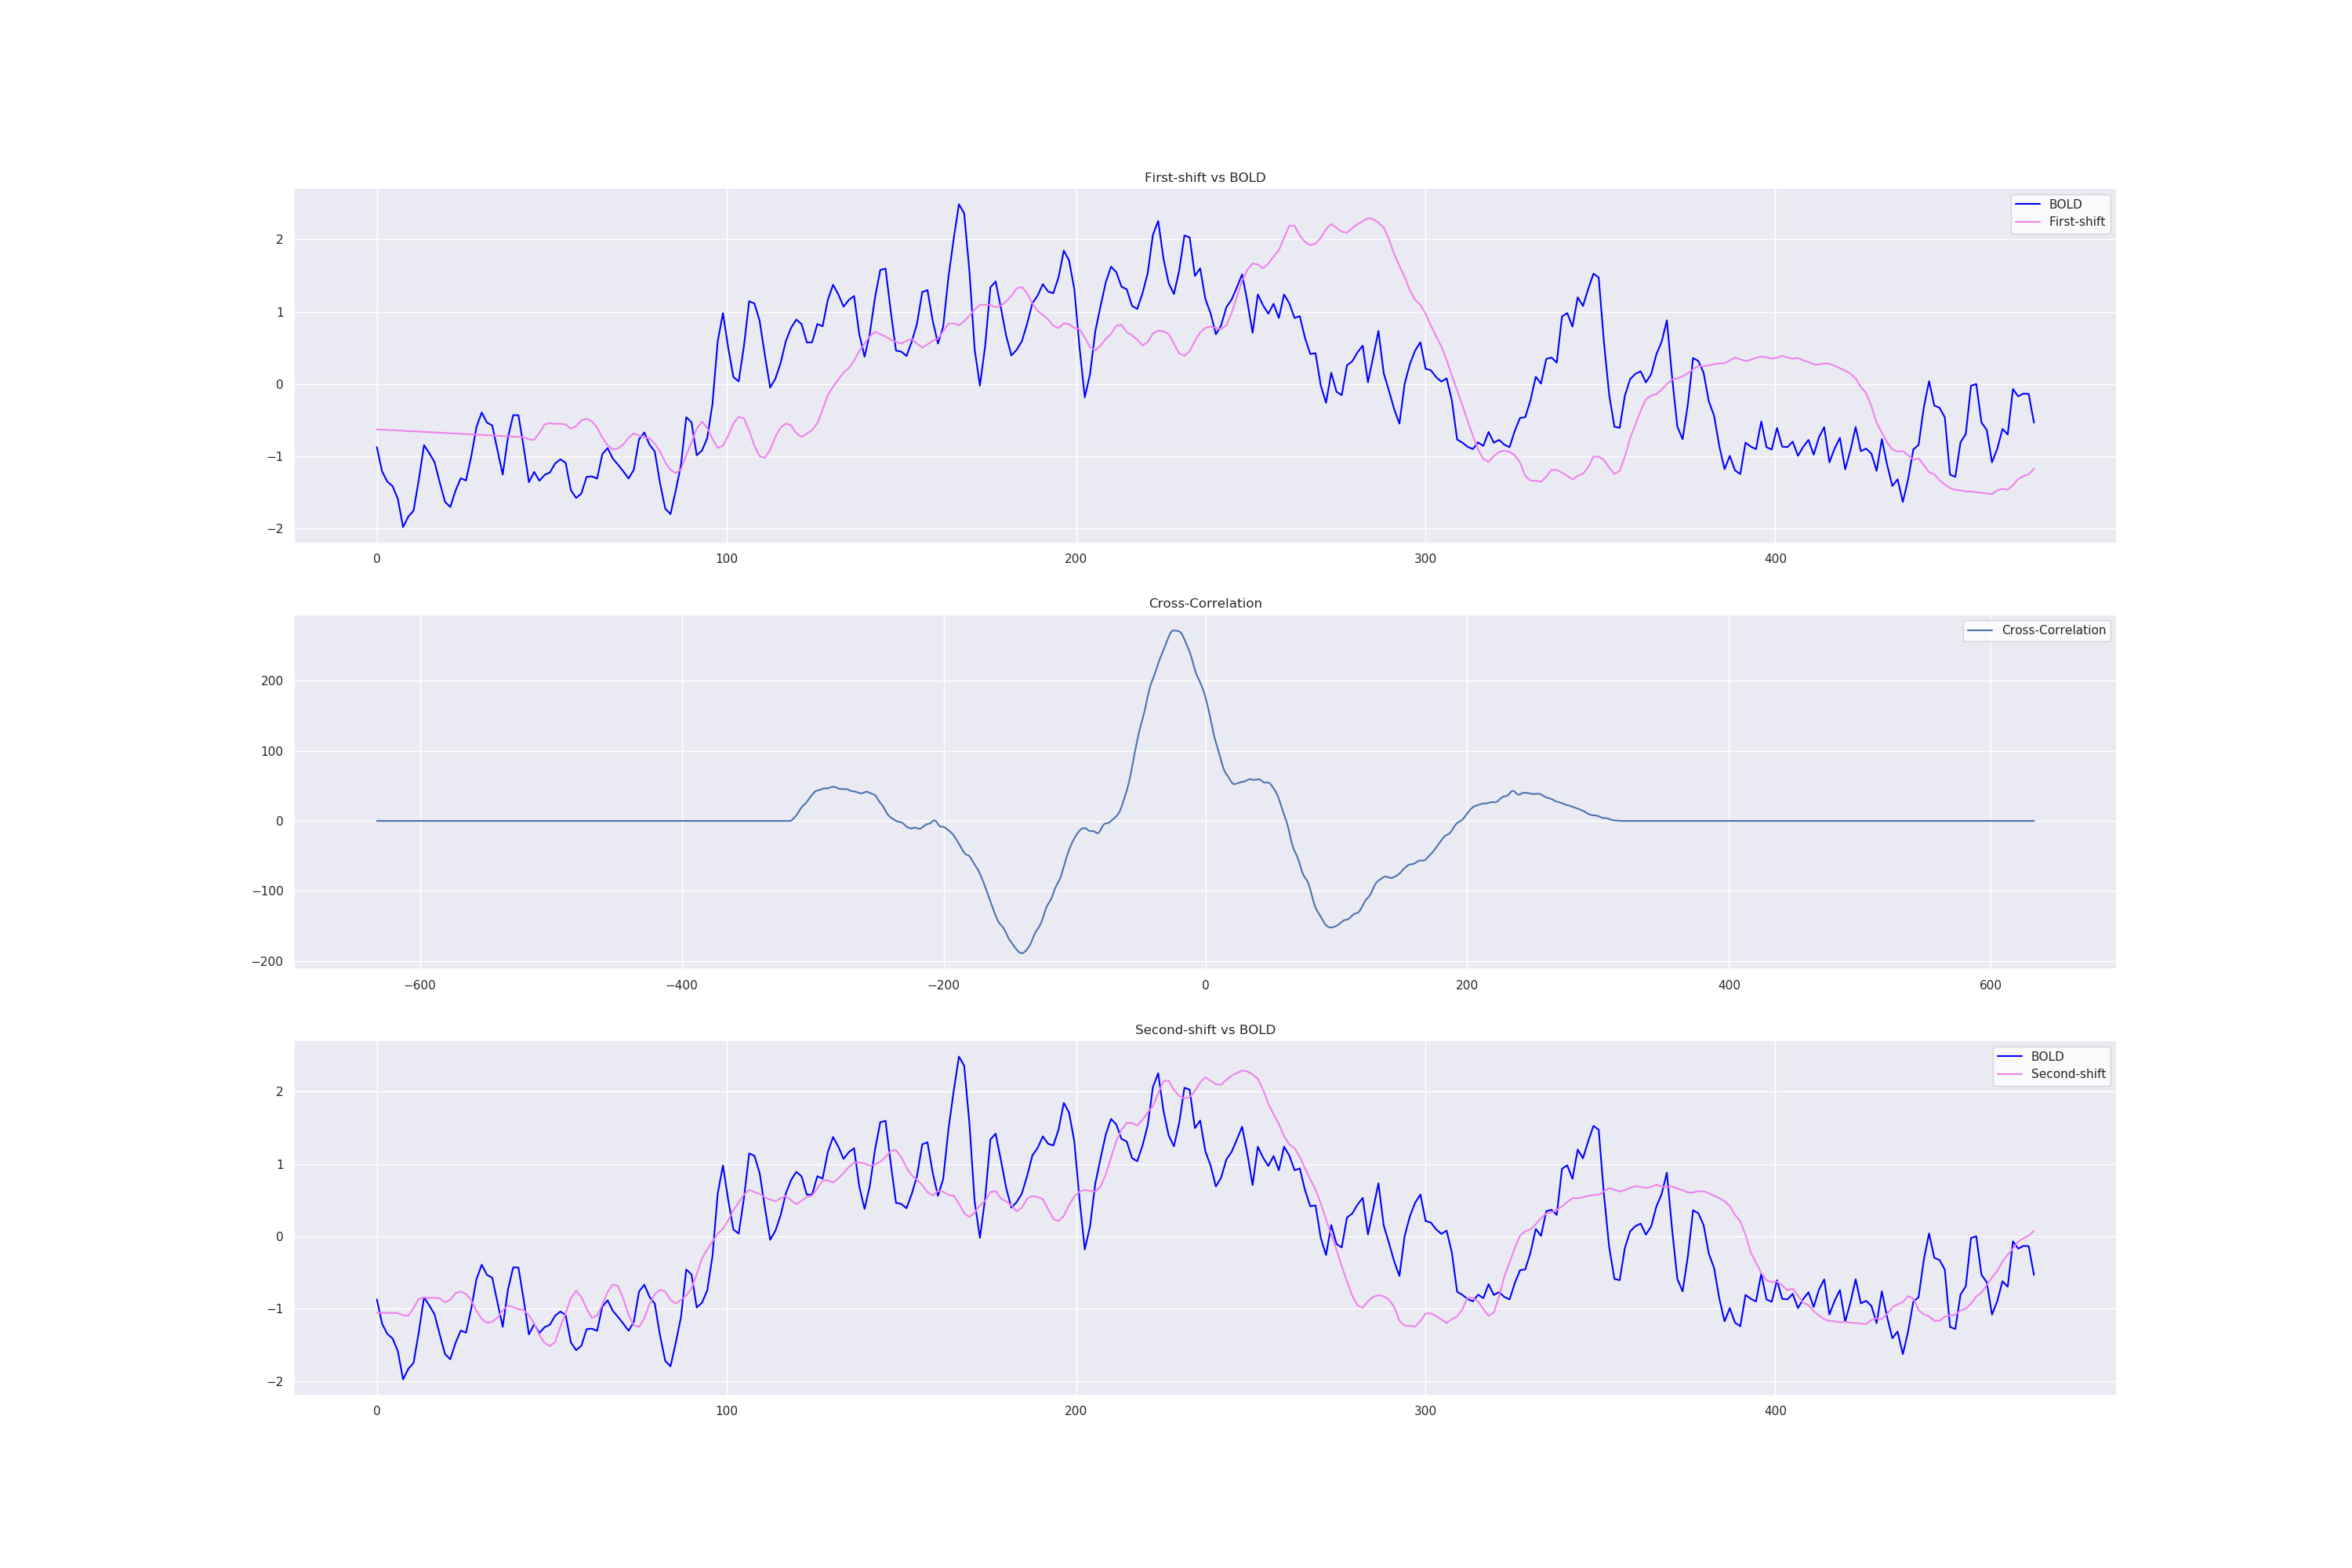 First-shift vs BOLD
BOLD
First-shift
2
1
0
−1
−2
0 100 200 300 400
Cross-Correlation
Cross-Correlation
200
100
0
−100
−200
−600 −400 −200 0 200 400 600
Second-shift vs BOLD
BOLD
Second-shift
2
1
0
−1
−2
0 100 200 300 400